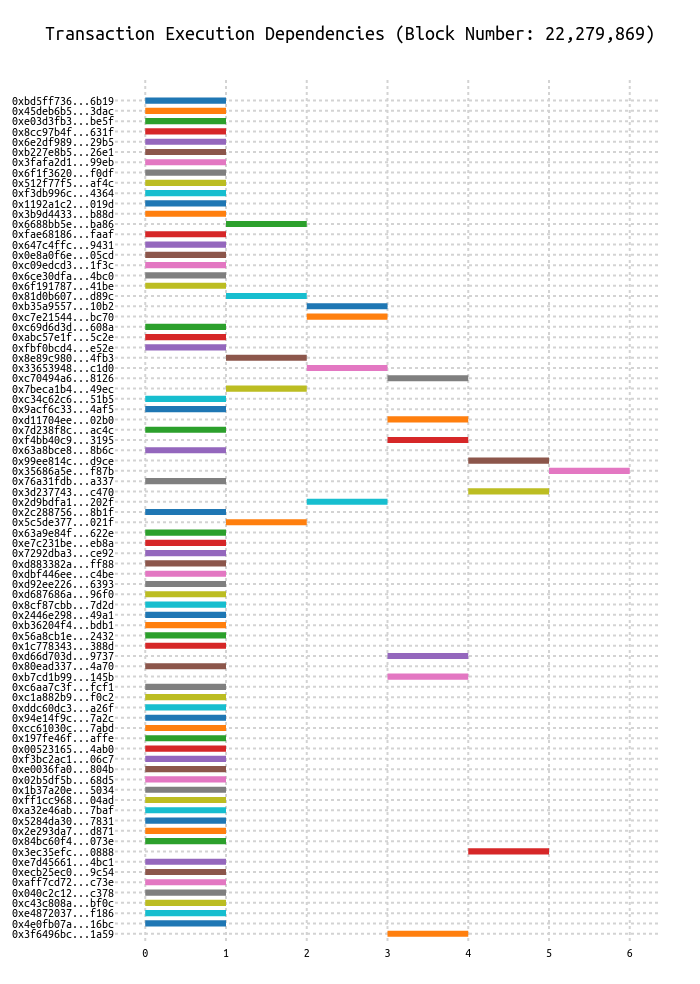 Transaction Execution Dependencies (Block Number: 22,279,869)
0xbd5ff736...6b19
0x45deb6b5...3dac
0xe03d3fb3...be5f
0x8cc97b4f...631f
0x6e2df989...29b5
0xb227e8b5...26e1
0x3fafa2d1...99eb
0x6f1f3620...f0df
0x512f77f5...af4c
0xf3db996c...4364
0x1192a1c2...019d
0x3b9d4433...b88d
0x6688bb5e...ba86
0xfae68186...faaf
0x647c4ffc...9431
0x0e8a0f6e...05cd
0xc09edcd3...1f3c
0x6ce30dfa...4bc0
0x6f191787...41be
0x81d0b607...d89c
0xb35a9557...10b2
0xc7e21544...bc70
0xc69d6d3d...608a
0xabc57e1f...5c2e
0xfbf0bcd4...e52e
0x8e89c980...4fb3
0x33653948...c1d0
0xc70494a6...8126
0x7beca1b4...49ec
0xc34c62c6...51b5
0x9acf6c33...4af5
0xd11704ee...02b0
0x7d238f8c...ac4c
0xf4bb40c9...3195
0x63a8bce8...8b6c
0x99ee814c...d9ce
0x35686a5e...f87b
0x76a31fdb...a337
0x3d237743...c470
0x2d9bdfa1...202f
0x2c288756...8b1f
0x5c5de377...021f
0x63a9e84f...622e
0xe7c231be...eb8a
0x7292dba3...ce92
0xd883382a...ff88
0xdbf446ee...c4be
0xd92ee226...6393
0xd687686a...96f0
0x8cf87cbb...7d2d
0x2446e298...49a1
0xb36204f4...bdb1
0x56a8cb1e...2432
0x1c778343...388d
0xd66d703d...9737
0x80ead337...4a70
0xb7cd1b99...145b
0xc6aa7c3f...fcf1
0xc1a882b9...f0c2
0xddc60dc3...a26f
0x94e14f9c...7a2c
0xcc61030c...7abd
0x197fe46f...affe
0x00523165...4ab0
0xf3bc2ac1...06c7
0xe0036fa0...804b
0x02b5df5b...68d5
0x1b37a20e...5034
0xff1cc968...04ad
0xa32e46ab...7baf
0x5284da30...7831
0x2e293da7...d871
0x84bc60f4...073e
0x3ec35efc...0888
0xe7d45661...4bc1
0xecb25ec0...9c54
0xaff7cd72...c73e
0x040c2c12...c378
0xc43c808a...bf0c
0xe4872037...f186
0x4e0fb07a...16bc
0x3f6496bc...1a59
0 1 2 3 4 5 6